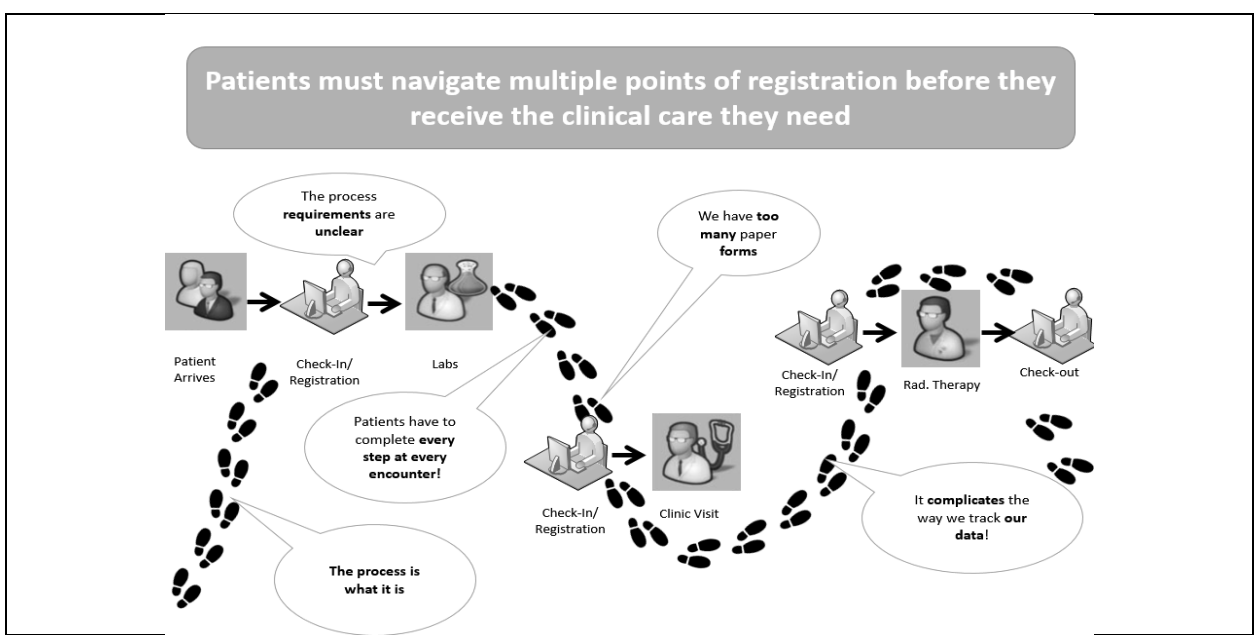 Patients must navigate multiple points of registration before they
receive the clinical care they need
The process
requirements are
unclear
We have too
many paper
forms
Patient
Arrives
Check-In/
Registration
Labs
Check-In/
Registration
Rad. Therapy
Check-out
Patients have to
complete every
step at every
encounter!
Check-In/
Registration
Clinic Visit
It complicates the
way we track our
data!
The process is
what it is